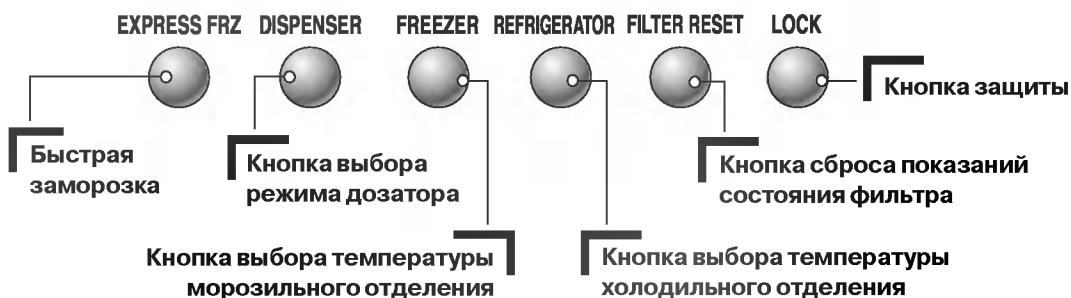 EXPRESS FRZ DISPENSER FREEZER REFRIGERATOR FILTER RESET LOCK
Кнопка защиты
Быстрая
заморозка
Кнопка выбора
режима дозатора
Кнопка сброса показаний
состояния фильтра
Кнопка выбора температуры
морозильного отделения
Кнопка выбора температуры
холодильного отделения